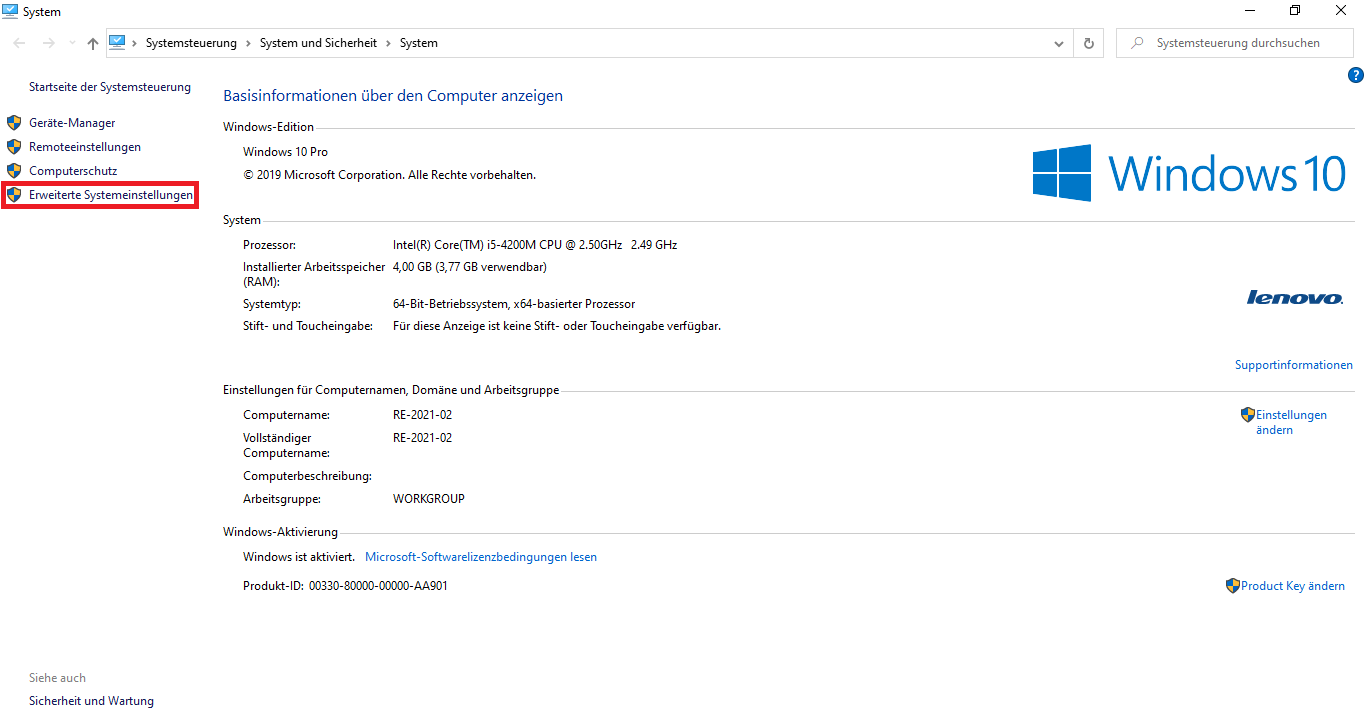 System
Systemsteuerung › System und Sicherheit › System
Systemsteuerung durchsuchen
?
Startseite der Systemsteuerung
Geräte-Manager
Remoteeinstellungen
Computerschutz
Erweiterte Systemeinstellungen
Basisinformationen über den Computer anzeigen
Windows-Edition
Windows 10 Pro
© 2019 Microsoft Corporation. Alle Rechte vorbehalten.
Windows 10
System
Prozessor: Intel(R) Core(TM) i5-4200M CPU @ 2.50GHz 2.49 GHz
Installierter Arbeitsspeicher 4,00 GB (3,77 GB verwendbar)
(RAM):
Systemtyp: 64-Bit-Betriebssystem, x64-basierter Prozessor
Stift- und Toucheingabe: Für diese Anzeige ist keine Stift- oder Toucheingabe verfügbar.
lenovo.
Supportinformationen
Einstellungen für Computernamen, Domäne und Arbeitsgruppe
Computername: RE-2021-02
Vollständiger RE-2021-02
Computername:
Computerbeschreibung:
Arbeitsgruppe: WORKGROUP
Einstellungen
ändern
Windows-Aktivierung
Windows ist aktiviert. Microsoft-Softwarelizenzbedingungen lesen
Produkt-ID: 00330-80000-00000-AA901
Product Key ändern
Siehe auch
Sicherheit und Wartung